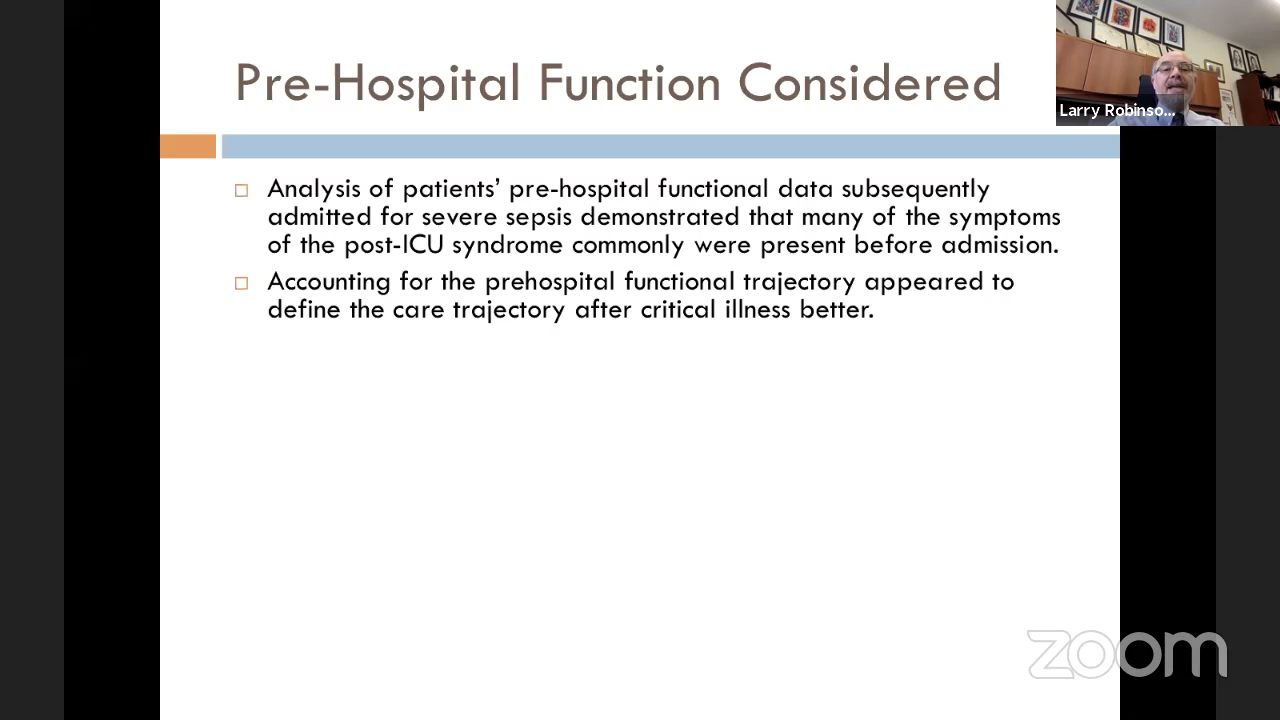 Pre-Hospital Function Considered
Larry Robinso...
Analysis of patients’ pre-hospital functional data subsequently
admitted for severe sepsis demonstrated that many of the symptoms
of the post-ICU syndrome commonly were present before admission.
Accounting for the prehospital functional trajectory appeared to
define the care trajectory after critical illness better.
zoom